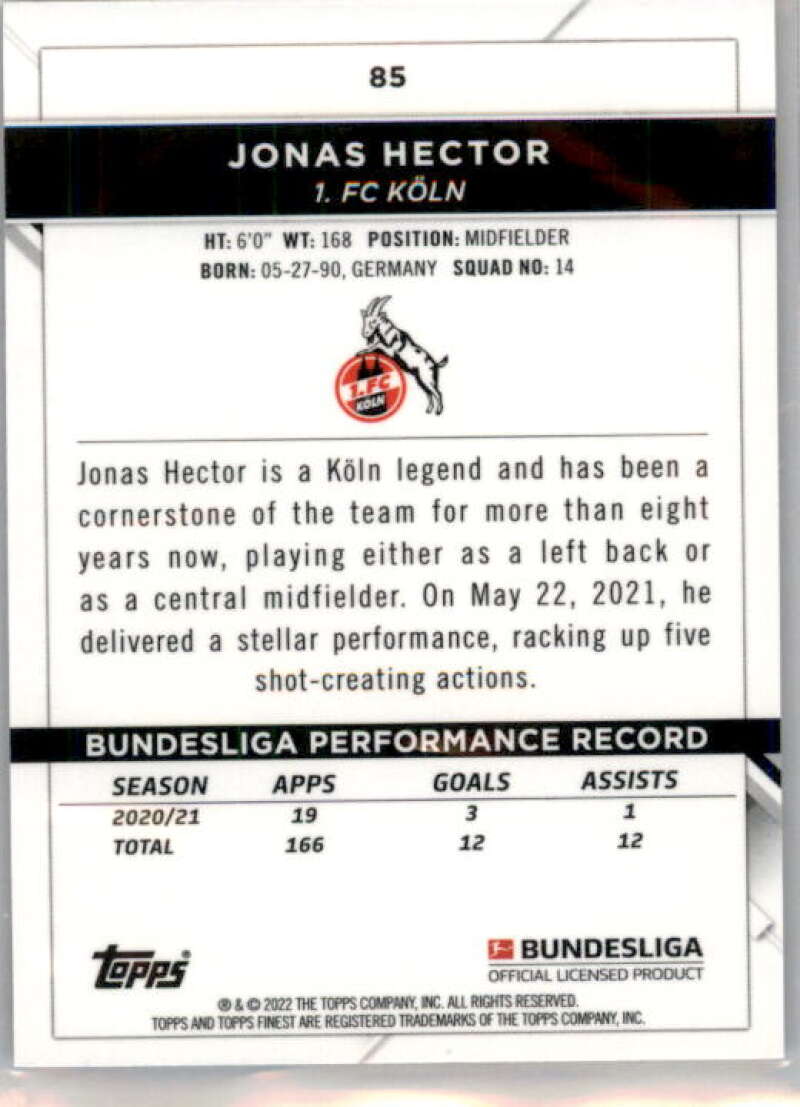 85
JONAS HECTOR
1. FC KÖLN
HT: 6'0" WT: 168 POSITION: MIDFIELDER
BORN: 05-27-90, GERMANY SQUAD NO: 14
1.FC
KÖLN
Jonas Hector is a Köln legend and has been a
cornerstone of the team for more than eight
years now, playing either as a left back or
as a central midfielder. On May 22, 2021, he
delivered a stellar performance, racking up five
shot-creating actions.
BUNDESLIGA PERFORMANCE RECORD
SEASON APPS GOALS ASSISTS
2020/21 19 3 1
TOTAL 166 12 12
Topps®
BUNDESLIGA
OFFICIAL LICENSED PRODUCT
® & © 2022 THE TOPPS COMPANY, INC. ALL RIGHTS RESERVED.
TOPPS AND TOPPS FINEST ARE REGISTERED TRADEMARKS OF THE TOPPS COMPANY, INC.